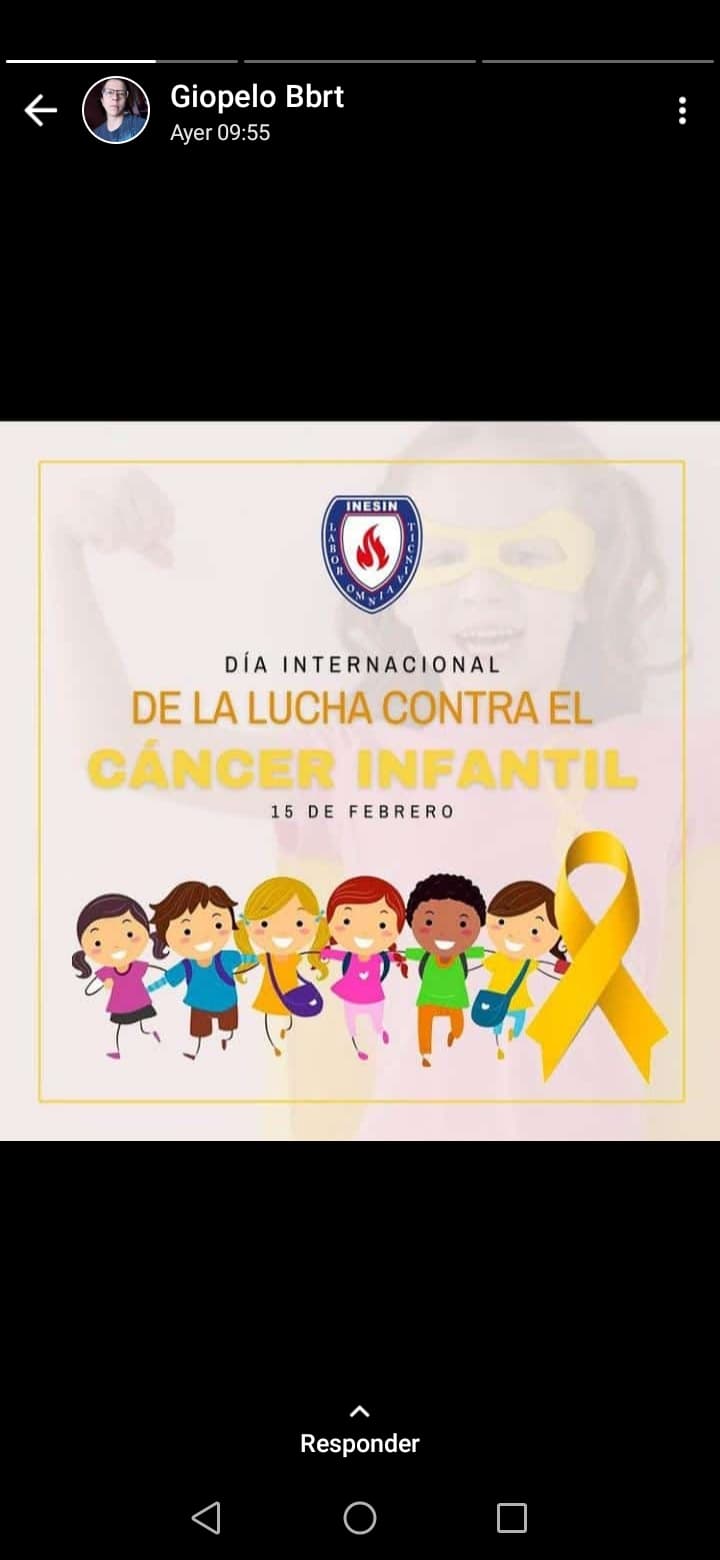 Giopelo Bbrt
Ayer 09:55
INESIN
LABOR OMNIA VINCIT
DÍA INTERNACIONAL
DE LA LUCHA CONTRA EL
CÁNCER INFANTIL
15 DE FEBRERO
Responder